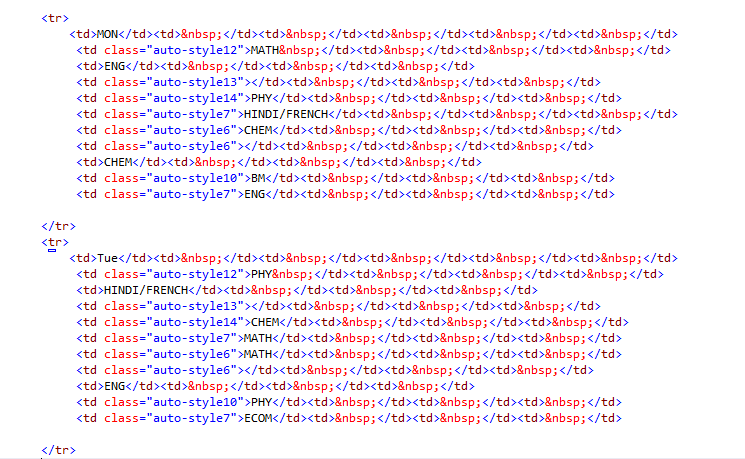 <tr>
<td>MON</td><td>&nbsp;</td><td>&nbsp;</td><td>&nbsp;</td><td>&nbsp;</td><td>&nbsp;</td>
<td class="auto-style12">MATH&nbsp;</td><td>&nbsp;</td><td>&nbsp;</td><td>&nbsp;</td>
<td>ENG</td><td>&nbsp;</td><td>&nbsp;</td><td>&nbsp;</td>
<td class="auto-style13"></td><td>&nbsp;</td><td>&nbsp;</td><td>&nbsp;</td>
<td class="auto-style14">PHY</td><td>&nbsp;</td><td>&nbsp;</td><td>&nbsp;</td>
<td class="auto-style7">HINDI/FRENCH</td><td>&nbsp;</td><td>&nbsp;</td><td>&nbsp;</td>
<td class="auto-style6">CHEM</td><td>&nbsp;</td><td>&nbsp;</td><td>&nbsp;</td>
<td class="auto-style6"></td><td>&nbsp;</td><td>&nbsp;</td><td>&nbsp;</td>
<td>CHEM</td><td>&nbsp;</td><td>&nbsp;</td><td>&nbsp;</td>
<td class="auto-style10">BM</td><td>&nbsp;</td><td>&nbsp;</td><td>&nbsp;</td>
<td class="auto-style7">ENG</td><td>&nbsp;</td><td>&nbsp;</td><td>&nbsp;</td>
</tr>
<tr>
<td>Tue</td><td>&nbsp;</td><td>&nbsp;</td><td>&nbsp;</td><td>&nbsp;</td><td>&nbsp;</td>
<td class="auto-style12">PHY&nbsp;</td><td>&nbsp;</td><td>&nbsp;</td><td>&nbsp;</td>
<td>HINDI/FRENCH</td><td>&nbsp;</td><td>&nbsp;</td><td>&nbsp;</td>
<td class="auto-style13"></td><td>&nbsp;</td><td>&nbsp;</td><td>&nbsp;</td>
<td class="auto-style14">CHEM</td><td>&nbsp;</td><td>&nbsp;</td><td>&nbsp;</td>
<td class="auto-style7">MATH</td><td>&nbsp;</td><td>&nbsp;</td><td>&nbsp;</td>
<td class="auto-style6">MATH</td><td>&nbsp;</td><td>&nbsp;</td><td>&nbsp;</td>
<td class="auto-style6"></td><td>&nbsp;</td><td>&nbsp;</td><td>&nbsp;</td>
<td>ENG</td><td>&nbsp;</td><td>&nbsp;</td><td>&nbsp;</td>
<td class="auto-style10">PHY</td><td>&nbsp;</td><td>&nbsp;</td><td>&nbsp;</td>
<td class="auto-style7">ECOM</td><td>&nbsp;</td><td>&nbsp;</td><td>&nbsp;</td>
</tr>